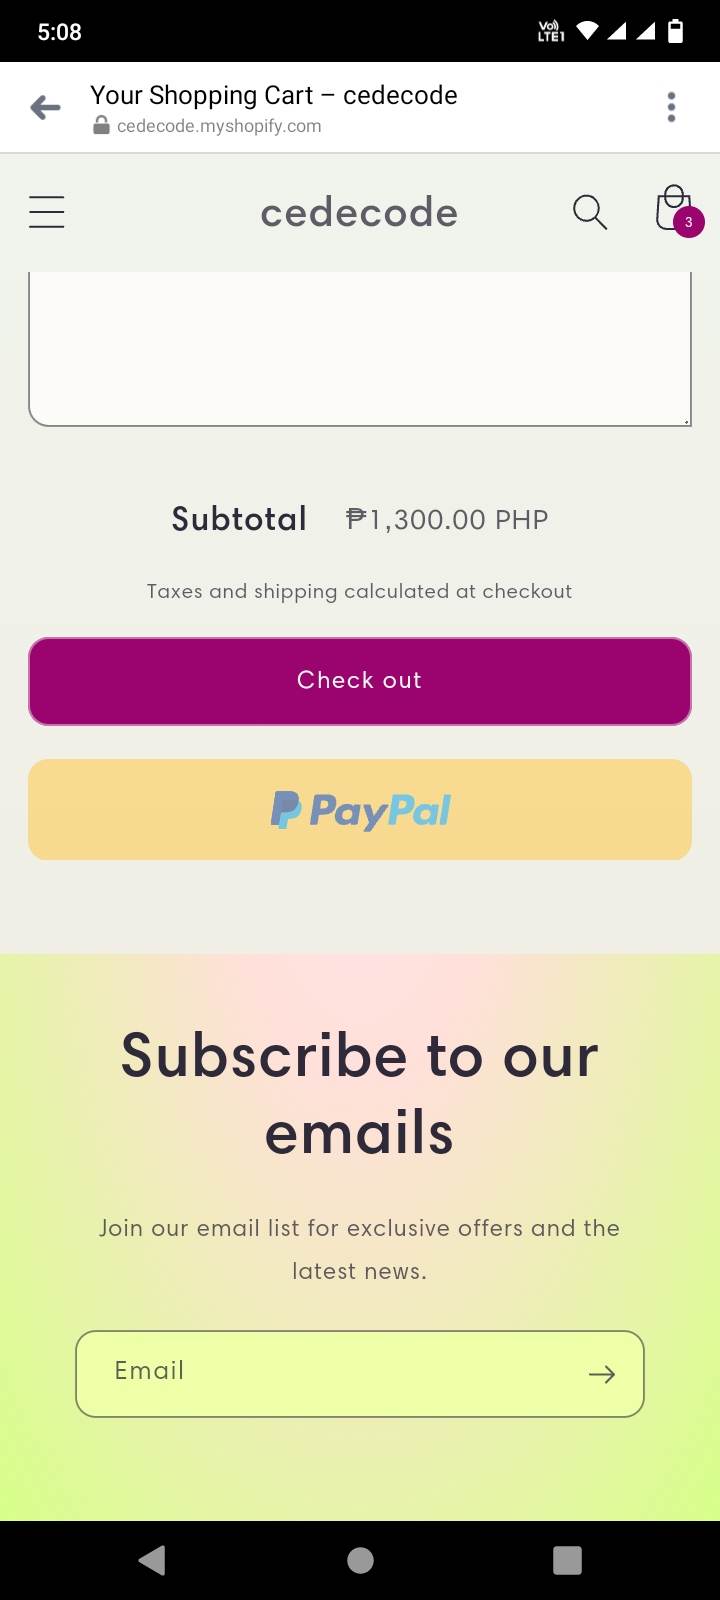 5:08
Vo) LTE1
Your Shopping Cart – cedecode
cedecode.myshopify.com
cedecode
3
Subtotal ₱1,300.00 PHP
Taxes and shipping calculated at checkout
Check out
PayPal
Subscribe to our
emails
Join our email list for exclusive offers and the
latest news.
Email